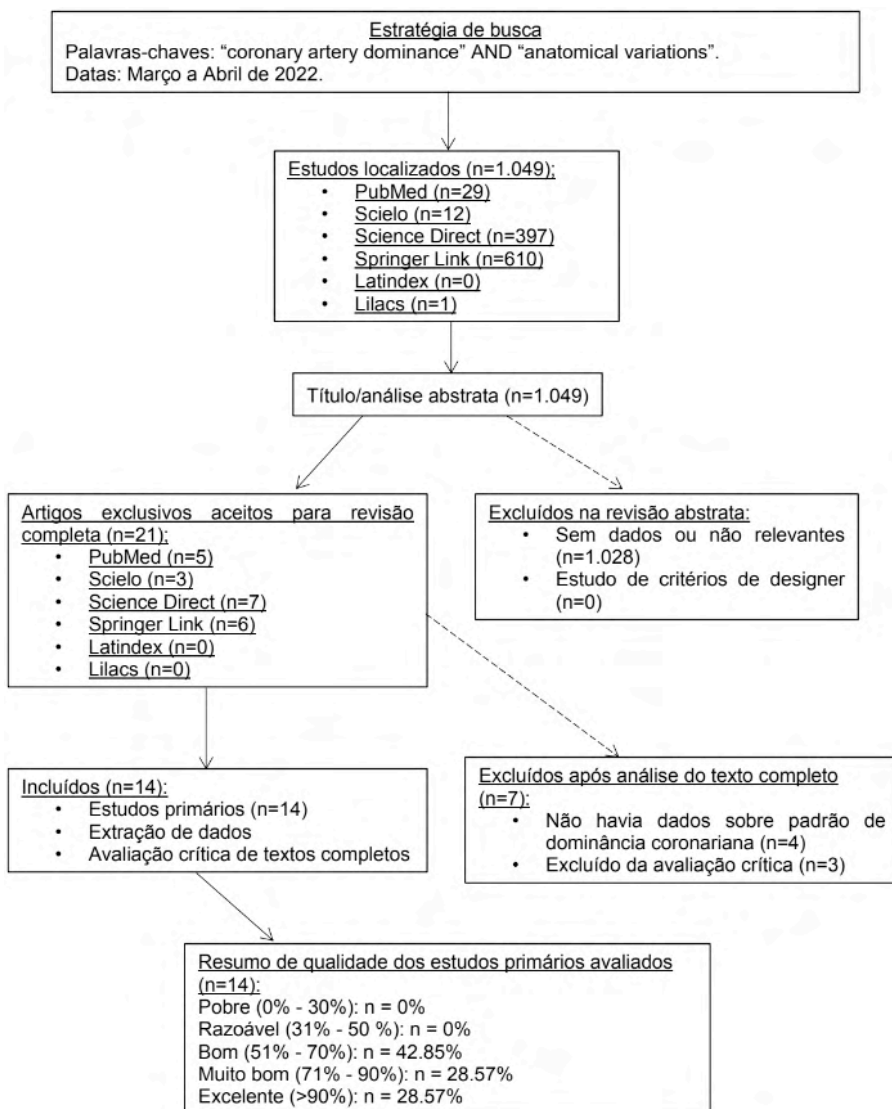 Estratégia de busca
Palavras-chaves: “coronary artery dominance” AND “anatomical variations”.
Datas: Março a Abril de 2022.
Estudos localizados (n=1.049);
• PubMed (n=29)
• Scielo (n=12)
• Science Direct (n=397)
• Springer Link (n=610)
• Latindex (n=0)
• Lilacs (n=1)
Título/análise abstrata (n=1.049)
Artigos exclusivos aceitos para revisão
completa (n=21);
• PubMed (n=5)
• Scielo (n=3)
• Science Direct (n=7)
• Springer Link (n=6)
• Latindex (n=0)
• Lilacs (n=0)
Excluídos na revisão abstrata:
• Sem dados ou não relevantes
(n=1.028)
• Estudo de critérios de designer
(n=0)
Incluídos (n=14):
• Estudos primários (n=14)
• Extração de dados
• Avaliação crítica de textos completos
Excluídos após análise do texto completo
(n=7):
• Não havia dados sobre padrão de
dominância coronariana (n=4)
• Excluído da avaliação crítica (n=3)
Resumo de qualidade dos estudos primários avaliados
(n=14):
Pobre (0% - 30%): n = 0%
Razoável (31% - 50 %): n = 0%
Bom (51% - 70%): n = 42.85%
Muito bom (71% - 90%): n = 28.57%
Excelente (>90%): n = 28.57%